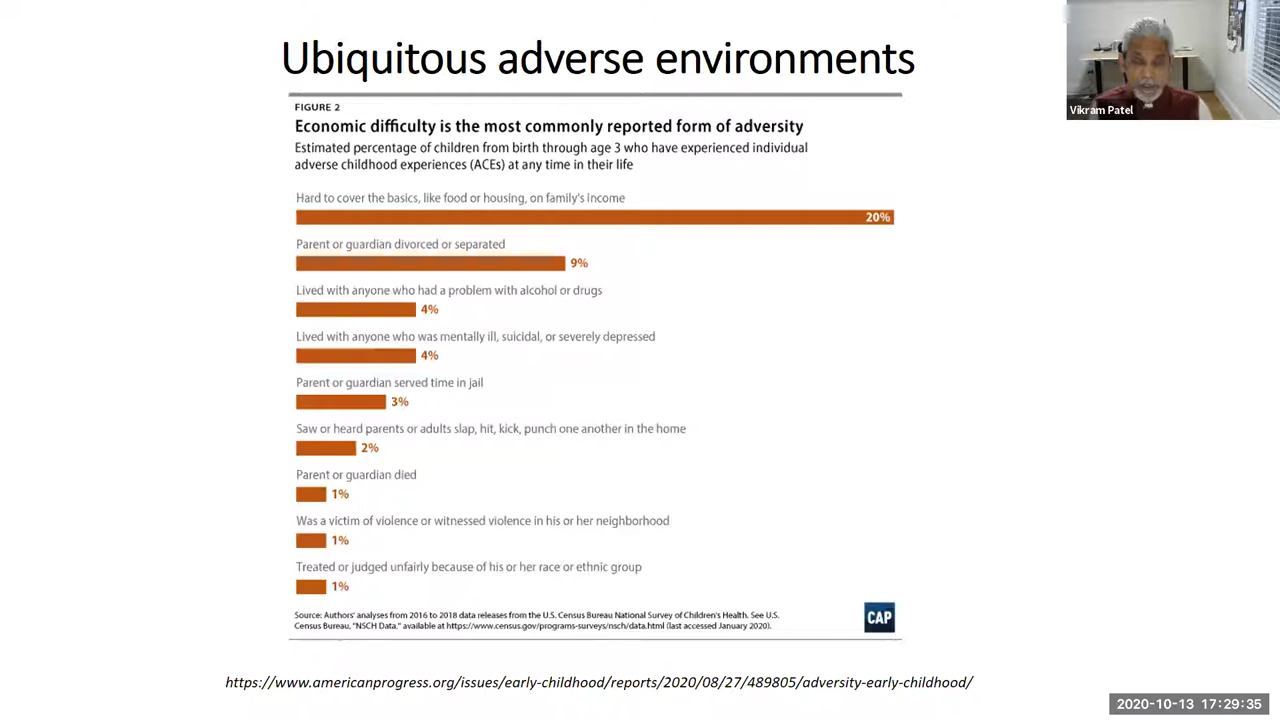 Ubiquitous adverse environments
Vikram Patel
FIGURE 2
Economic difficulty is the most commonly reported form of adversity
Estimated percentage of children from birth through age 3 who have experienced individual
adverse childhood experiences (ACEs) at any time in their life
Hard to cover the basics, like food or housing, on family's income
20%
Parent or guardian divorced or separated
9%
Lived with anyone who had a problem with alcohol or drugs
4%
Lived with anyone who was mentally ill, suicidal, or severely depressed
4%
Parent or guardian served time in jail
3%
Saw or heard parents or adults slap, hit, kick, punch one another in the home
2%
Parent or guardian died
1%
Was a victim of violence or witnessed violence in his or her neighborhood
1%
Treated or judged unfairly because of his or her race or ethnic group
1%
Source: Authors' analyses from 2016 to 2018 data releases from the U.S. Census Bureau National Survey of Children's Health. See U.S.
Census Bureau, "NSCH Data," available at https://www.census.gov/programs-surveys/nsch/data.html (last accessed January 2020).
CAP
https://www.americanprogress.org/issues/early-childhood/reports/2020/08/27/489805/adversity-early-childhood/
2020-10-13 17:29:35